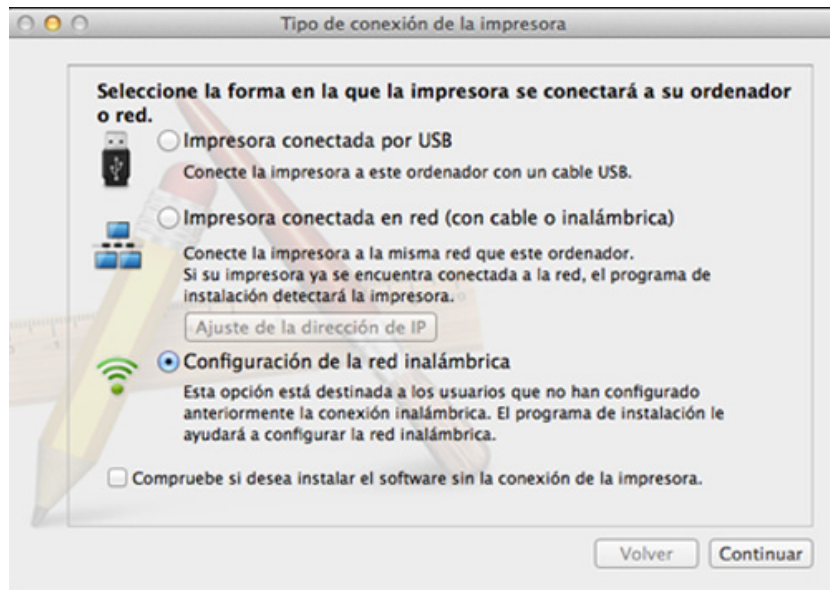 Tipo de conexión de la impresora
Seleccione la forma en la que la impresora se conectará a su ordenador
o red.
Impresora conectada por USB
Conecte la impresora a este ordenador con un cable USB.
Impresora conectada en red (con cable o inalámbrica)
Conecte la impresora a la misma red que este ordenador.
Si su impresora ya se encuentra conectada a la red, el programa de
instalación detectará la impresora.
Ajuste de la dirección de IP
Configuración de la red inalámbrica
Esta opción está destinada a los usuarios que no han configurado
anteriormente la conexión inalámbrica. El programa de instalación le
ayudará a configurar la red inalámbrica.
Compruebe si desea instalar el software sin la conexión de la impresora.
Volver
Continuar